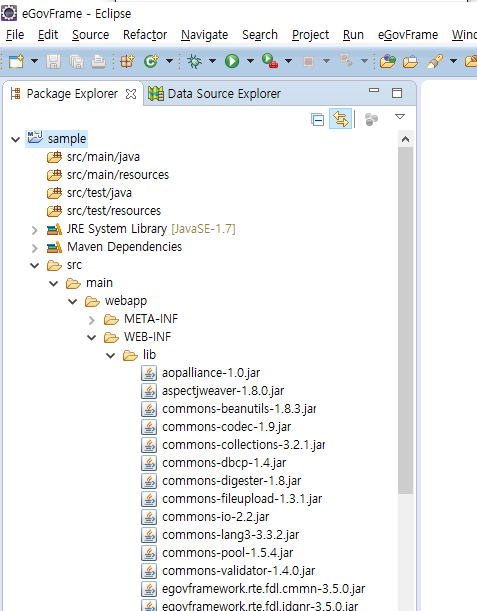 eGovFrame - Eclipse
File Edit Source Refactor Navigate Search Project Run eGovFrame
Package Explorer Data Source Explorer
sample
src/main/java
src/main/resources
src/test/java
src/test/resources
JRE System Library [JavaSE-1.7]
Maven Dependencies
src
main
webapp
META-INF
WEB-INF
lib
aopalliance-1.0.jar
aspectjweaver-1.8.0.jar
commons-beanutils-1.8.3.jar
commons-codec-1.9.jar
commons-collections-3.2.1.jar
commons-dbcp-1.4.jar
commons-digester-1.8.jar
commons-fileupload-1.3.1.jar
commons-io-2.2.jar
commons-lang3-3.3.2.jar
commons-pool-1.5.4.jar
commons-validator-1.4.0.jar
egovframework.rte.fdl.cmmn-3.5.0.jar
egovframework.rte.fdl.idgnr-3.5.0.jar